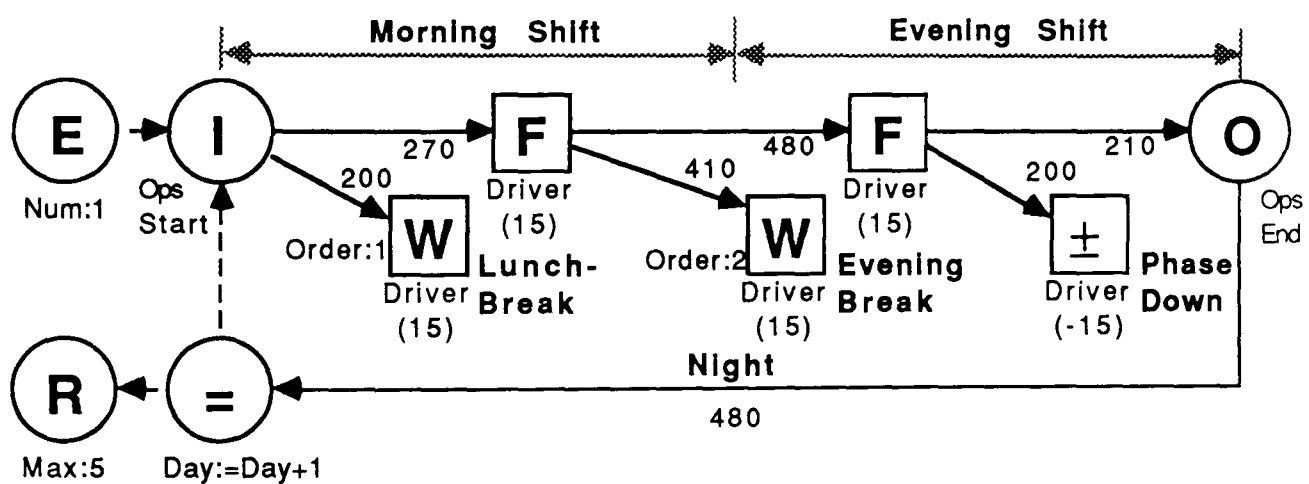 Morning Shift
Evening Shift
E
I
F
F
O
270
480
210
200
410
200
Num:1
Ops
Start
Driver
(15)
Driver
(15)
Ops
End
Order:1
W
Lunch-
Break
Order:2
W
Evening
Break
±
Phase
Down
Driver
(15)
Driver
(15)
Driver
(-15)
Night
480
R
=
Max:5
Day:=Day+1